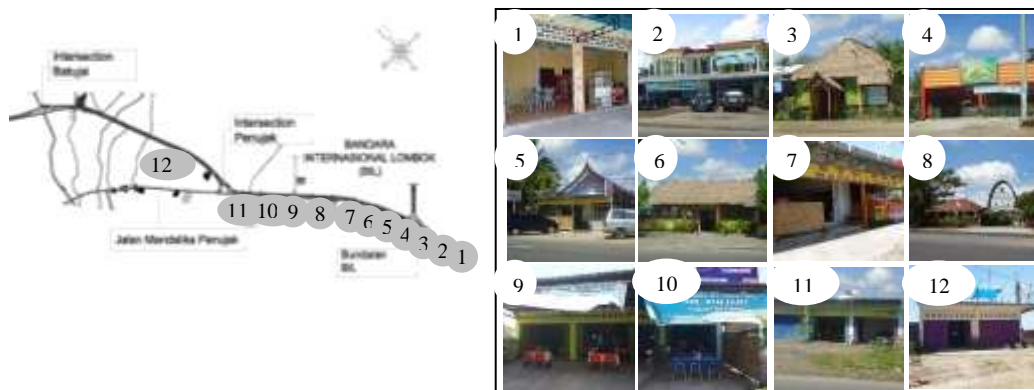 Intersection
Batujai
Intersection
Penujak
BANDARA
INTERNASIONAL LOMBOK
(BIL)
12
11 10 9 8 7 6 5 4 3 2 1
Jalan Mandalika Penujak
Bundaran
BIL
1 2 3 4
5 6 7 8
9 10 11 12